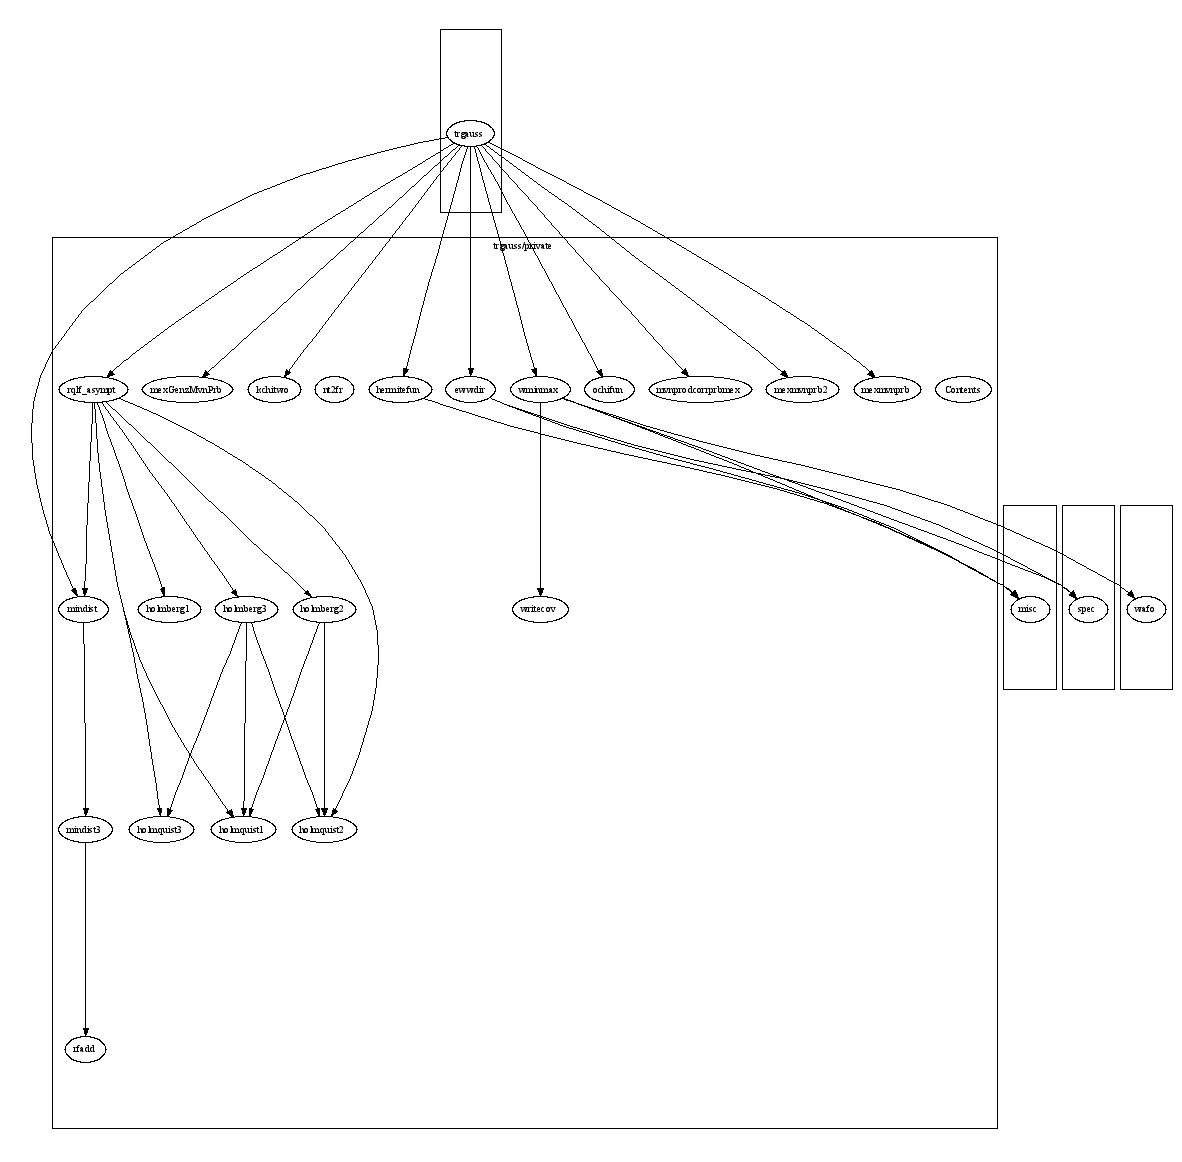 trgauss
trgauss/private
rqlf_asympt
mexGenzMvnPrb
kchitwo
rt2fr
hermitefun
ewwdir
wminmax
ochifun
mvnprodcorrprbmex
mexmvnprb2
mexmvnprb
Contents
mindist
holmberg1
holmberg3
holmberg2
writecov
misc
spec
wafo
mindist3
holmquist3
holmquist1
holmquist2
rfadd